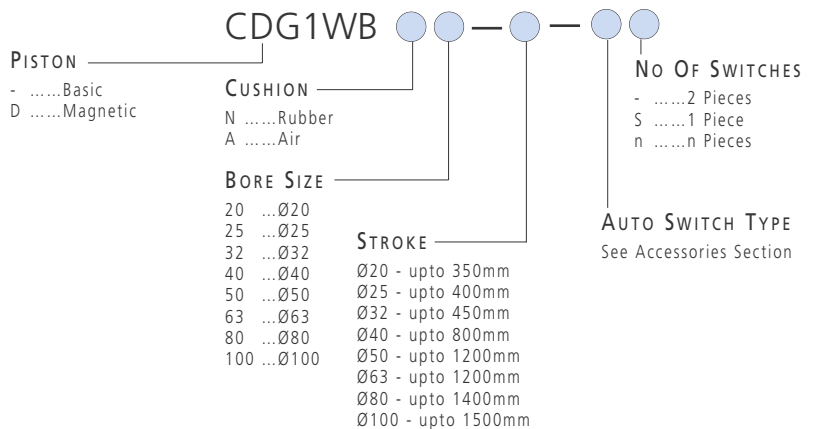 CDG1WB — —
PISTON
- ......Basic
D ......Magnetic
CUSHION
N ......Rubber
A ......Air
BORE SIZE
20 ...Ø20
25 ...Ø25
32 ...Ø32
40 ...Ø40
50 ...Ø50
63 ...Ø63
80 ...Ø80
100 ...Ø100
STROKE
Ø20 - upto 350mm
Ø25 - upto 400mm
Ø32 - upto 450mm
Ø40 - upto 800mm
Ø50 - upto 1200mm
Ø63 - upto 1200mm
Ø80 - upto 1400mm
Ø100 - upto 1500mm
NO OF SWITCHES
- ......2 Pieces
S ......1 Piece
n ......n Pieces
AUTO SWITCH TYPE
See Accessories Section